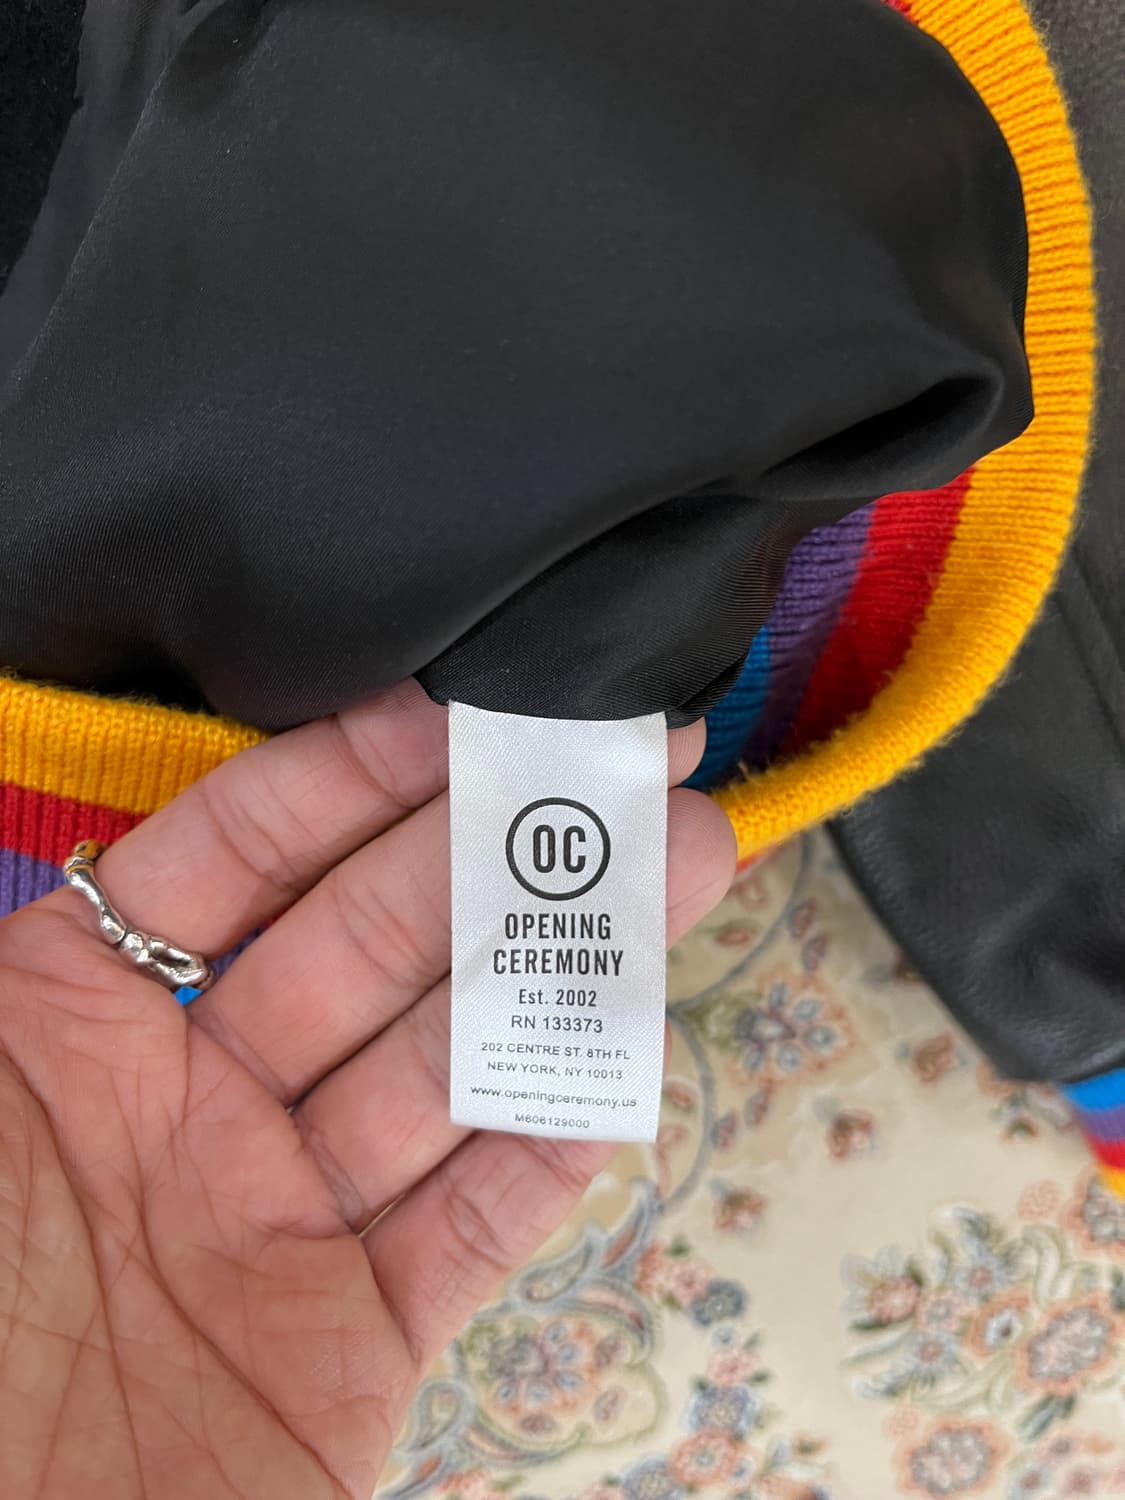 OC
OPENING
CEREMONY
Est. 2002
RN 133373
202 CENTRE ST. 8TH FL
NEW YORK, NY 10013
www.openingceremony.us
M606129000